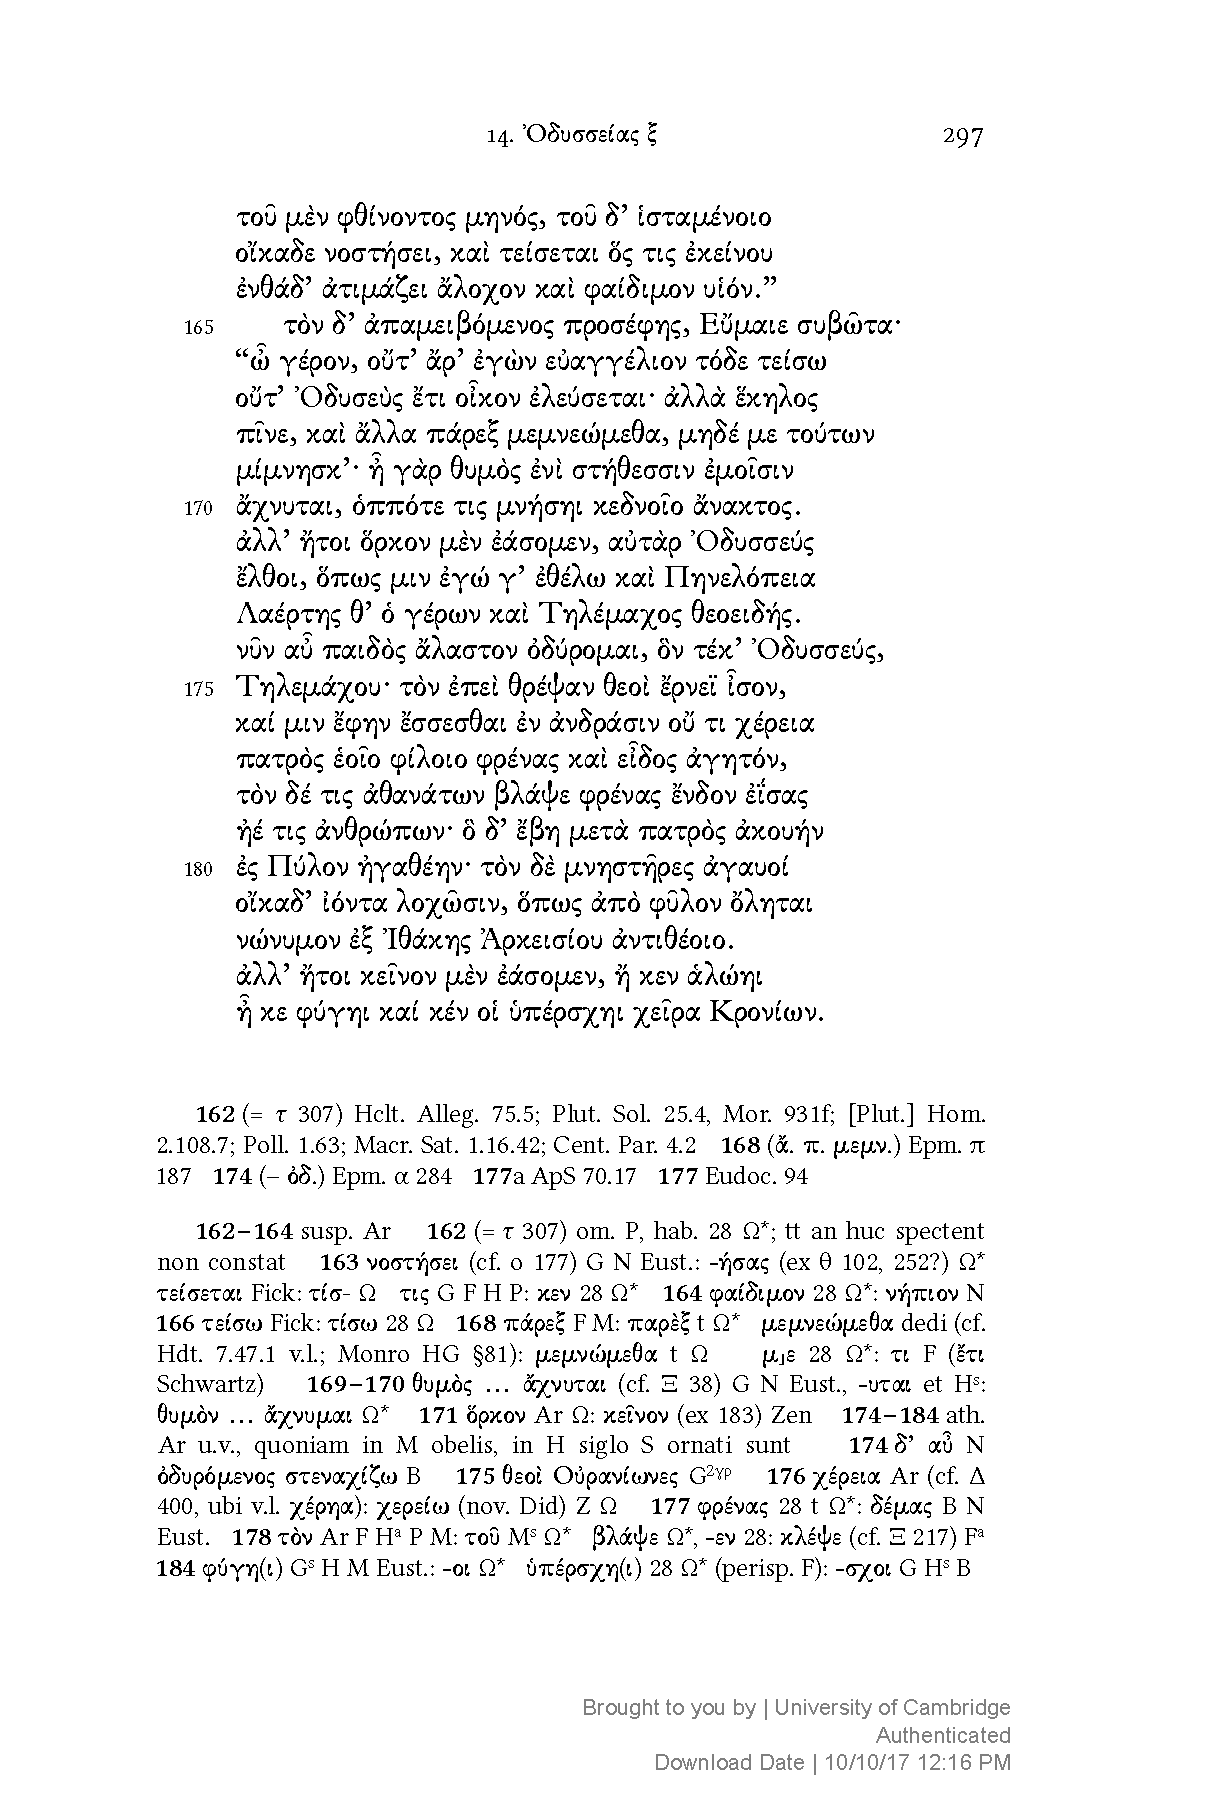 14. Ὀδυσσείας ξ 297
τοῦ μὲν φθίνοντος μηνός, τοῦ δ’ ἱσταμένοιο
οἴκαδε νοστήσει, καὶ τείσεται ὅς τις ἐκείνου
ἐνθάδ’ ἀτιμάζει ἄλοχον καὶ φαίδιμον υἱόν.”
165 τὸν δ’ ἀπαμειβόμενος προσέφης, Εὔμαιε συβῶτα·
“ὦ γέρον, οὔτ’ ἄρ’ ἐγὼν εὐαγγέλιον τόδε τείσω
οὔτ’ Ὀδυσεὺς ἔτι οἶκον ἐλεύσεται· ἀλλὰ ἕκηλος
πῖνε, καὶ ἄλλα πάρεξ μεμνεώμεθα, μηδέ με τούτων
μίμνησκ’· ἦ γὰρ θυμὸς ἐνὶ στήθεσσιν ἐμοῖσιν
170 ἄχνυται, ὁππότε τις μνήσηι κεδνοῖο ἄνακτος.
ἀλλ’ ἤτοι ὅρκον μὲν ἐάσομεν, αὐτὰρ Ὀδυσσεύς
ἔλθοι, ὅπως μιν ἐγώ γ’ ἐθέλω καὶ Πηνελόπεια
Λαέρτης θ’ ὁ γέρων καὶ Τηλέμαχος θεοειδής.
νῦν αὖ παιδὸς ἄλαστον ὀδύρομαι, ὃν τέκ’ Ὀδυσσεύς,
175 Τηλεμάχου· τὸν ἐπεὶ θρέψαν θεοὶ ἔρνεϊ ἶσον,
καί μιν ἔφην ἔσσεσθαι ἐν ἀνδράσιν οὔ τι χέρεια
πατρὸς ἑοῖο φίλοιο φρένας καὶ εἶδος ἀγητόν,
τὸν δέ τις ἀθανάτων βλάψε φρένας ἔνδον ἐΐσας
ἠέ τις ἀνθρώπων· ὃ δ’ ἔβη μετὰ πατρὸς ἀκουήν
180 ἐς Πύλον ἠγαθέην· τὸν δὲ μνηστῆρες ἀγαυοί
οἴκαδ’ ἰόντα λοχῶσιν, ὅπως ἀπὸ φῦλον ὄληται
νώνυμον ἐξ Ἰθάκης Ἀρκεισίου ἀντιθέοιο.
ἀλλ’ ἤτοι κεῖνον μὲν ἐάσομεν, ἤ κεν ἁλώηι
ἦ κε φύγηι καί κέν οἱ ὑπέρσχηι χεῖρα Κρονίων.
162 (= τ 307) Hclt. Alleg. 75.5; Plut. Sol. 25.4, Mor. 931f; [Plut.] Hom.
2.108.7; Poll. 1.63; Macr. Sat. 1.16.42; Cent. Par. 4.2 168 (ἄ. π. μεμν.) Epm. π
187 174 (– ὀδ.) Epm. α 284 177a ApS 70.17 177 Eudoc. 94
162–164 susp. Ar 162 (= τ 307) om. P, hab. 28 Ω*; tt an huc spectent
non constat 163 νοστήσει (cf. ο 177) G N Eust.: -ήσας (ex θ 102, 252?) Ω*
τείσεται Fick: τίσ- Ω τις G F H P: κεν 28 Ω* 164 φαίδιμον 28 Ω*: νήπιον N
166 τείσω Fick: τίσω 28 Ω 168 πάρεξ F M: παρὲξ t Ω* μεμνεώμεθα dedi (cf.
Hdt. 7.47.1 v.l.; Monro HG §81): μεμνώμεθα t Ω μ⌟ε 28 Ω*: τι F (ἔτι
Schwartz) 169–170 θυμὸς … ἄχνυται (cf. Ξ 38) G N Eust., -υται et Hˢ:
θυμὸν … ἄχνυμαι Ω* 171 ὅρκον Ar Ω: κεῖνον (ex 183) Zen 174–184 ath.
Ar u.v., quoniam in M obelis, in H siglo S ornati sunt 174 δ’ αὖ N
ὀδυρόμενος στεναχίζω B 175 θεοὶ Οὐρανίωνες G²ᵞᵖ 176 χέρεια Ar (cf. Δ
400, ubi v.l. χέρηα): χερείω (nov. Did) Z Ω 177 φρένας 28 t Ω*: δέμας B N
Eust. 178 τὸν Ar F Hᵃ P M: τοῦ Mˢ Ω* βλάψε Ω*, -εν 28: κλέψε (cf. Ξ 217) Fᵃ
184 φύγη(ι) Gˢ H M Eust.: -οι Ω* ὑπέρσχη(ι) 28 Ω* (perisp. F): -σχοι G Hˢ B
Brought to you by | University of Cambridge
Authenticated
Download Date | 10/10/17 12:16 PM